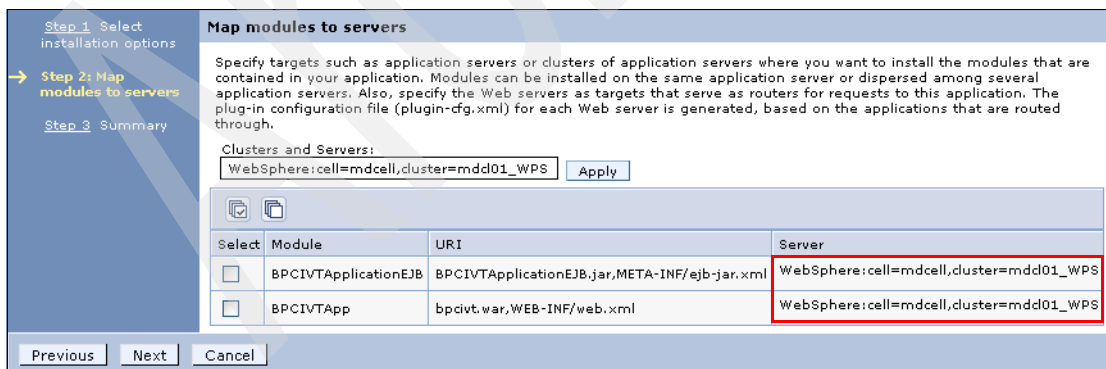 Step 1 Select
installation options
Step 2: Map
modules to servers
Step 3 Summary
Map modules to servers
Specify targets such as application servers or clusters of application servers where you want to install the modules that are
contained in your application. Modules can be installed on the same application server or dispersed among several
application servers. Also, specify the Web servers as targets that serve as routers for requests to this application. The
plug-in configuration file (plugin-cfg.xml) for each Web server is generated, based on the applications that are routed
through.
Clusters and Servers:
WebSphere:cell=mdcell,cluster=mdcl01_WPS Apply
Select Module URI Server
BPCIVTApplicationEJB BPCIVTApplicationEJB.jar,META-INF/ejb-jar.xml WebSphere:cell=mdcell,cluster=mdcl01_WPS
BPCIVTApp bpcivt.war,WEB-INF/web.xml WebSphere:cell=mdcell,cluster=mdcl01_WPS
Previous Next Cancel